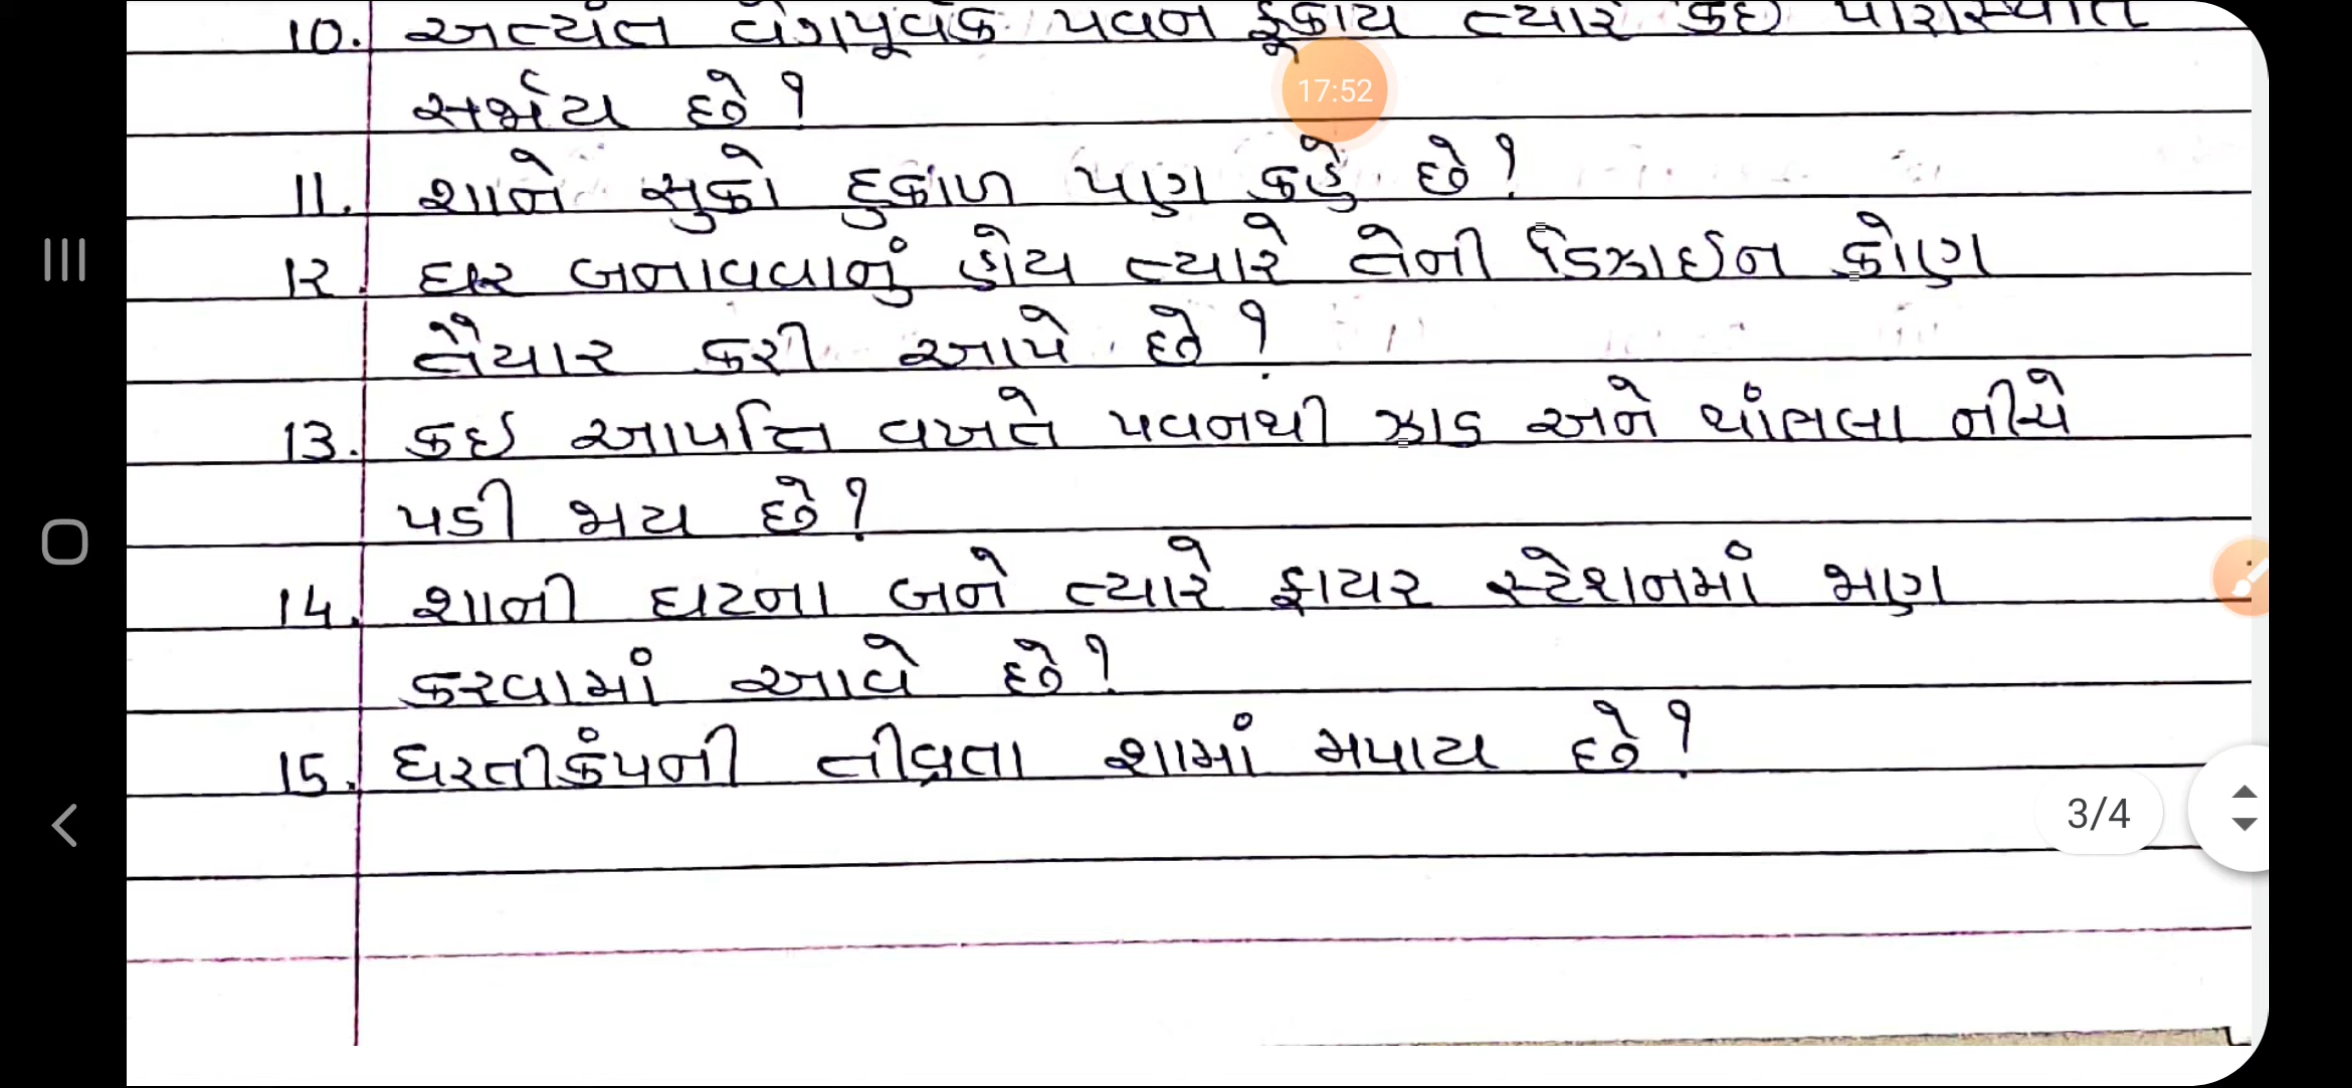 10. અત્યંત વેગપૂર્વક પવન ફૂંકાય ત્યારે કઇ પરિસ્થિતિ
સર્જાય છે?
17:52
11. શાને સુકો દુકાળ પણ કહે છે?
12. ઘર બનાવવાનું હોય ત્યારે તેની ડિઝાઈન કોણ
તૈયાર કરી આપે છે?
13. કઇ આપત્તિ વખતે પવનથી ઝાડ અને થાંભલા નીચે
પડી જાય છે?
14. શાની ઘટના બને ત્યારે ફાયર સ્ટેશનમાં જાણ
કરવામાં આવે છે?
15. ધરતીકંપની તીવ્રતા શામાં મપાય છે?
3/4